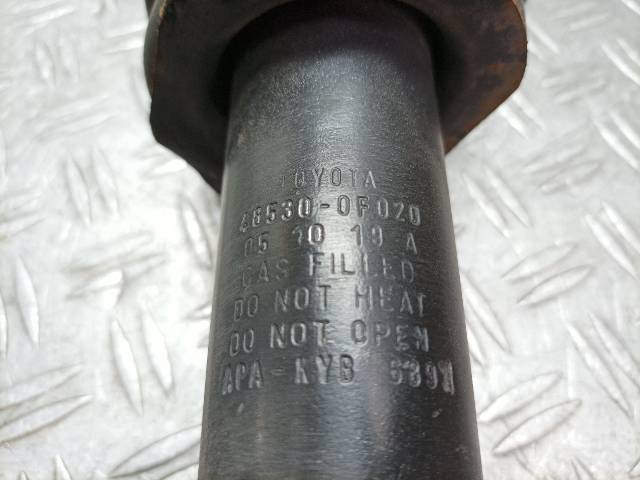 TOYOTA
48530-0F020
05 10 19 A
GAS FILLED
DO NOT HEAT
DO NOT OPEN
APA-KYB